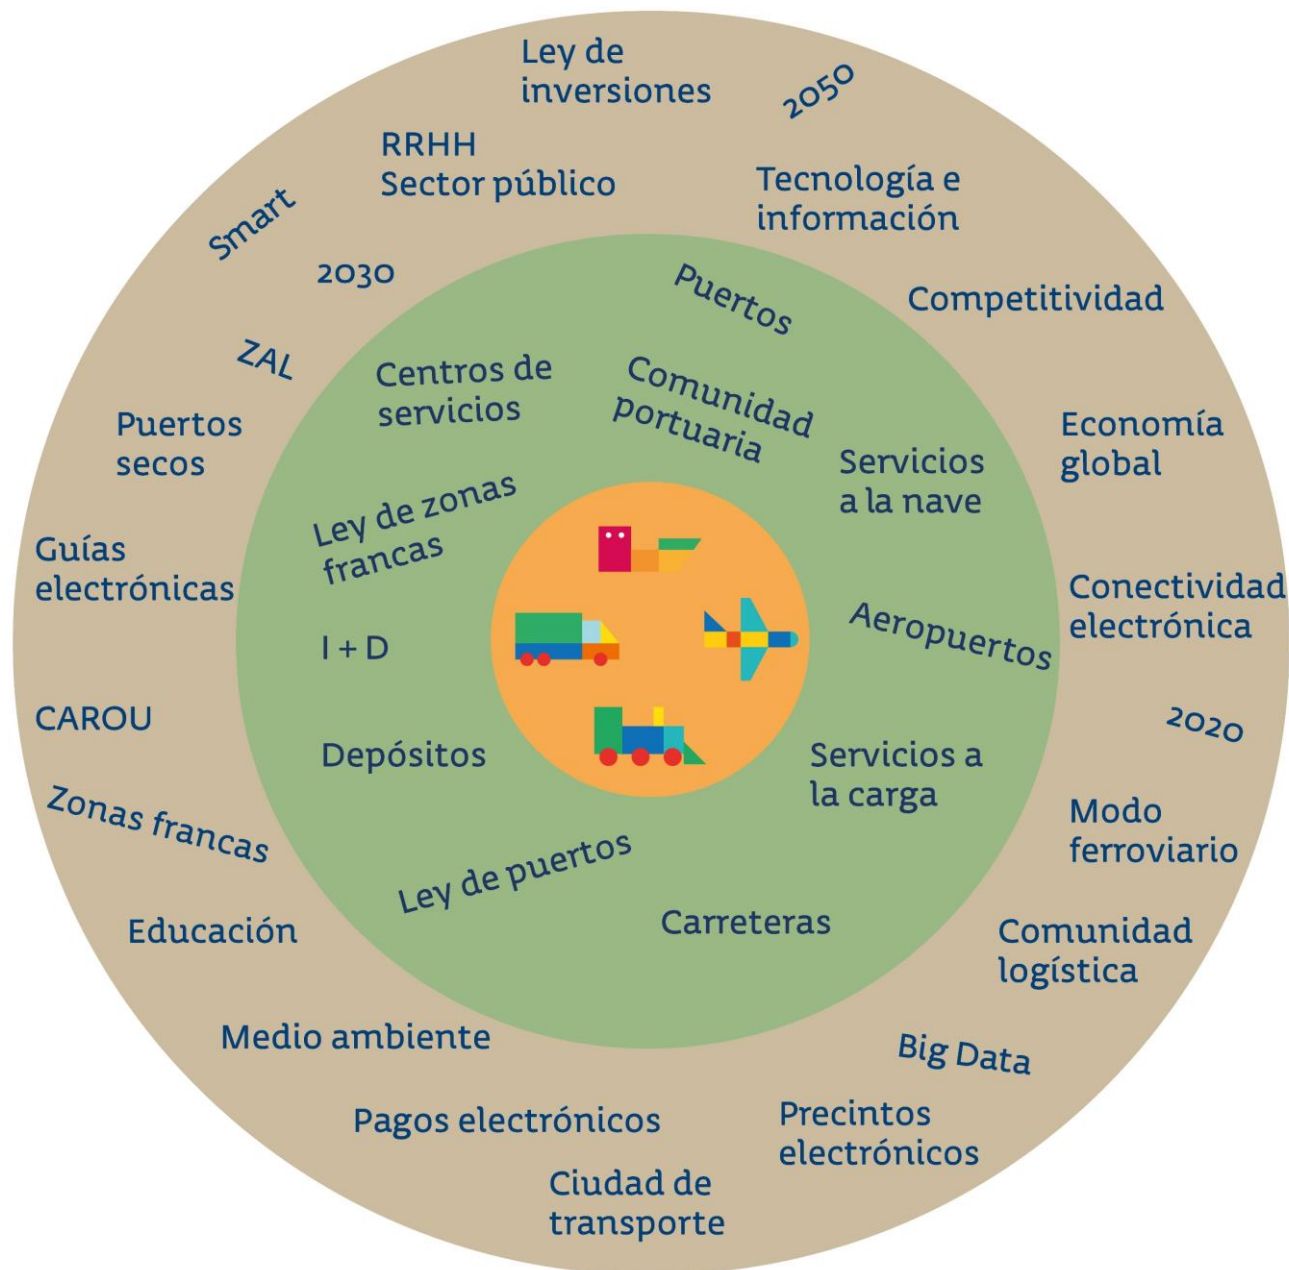 Ley de
inversiones
2050
RRHH
Sector público
Tecnología e
información
Smart
2030
Competitividad
Puertos
ZAL
Centros de
servicios
Comunidad
portuaria
Puertos
secos
Economía
global
Servicios
a la nave
Ley de zonas
francas
Guías
electrónicas
Conectividad
electrónica
Aeropuertos
I + D
CAROU
2020
Depósitos
Servicios a
la carga
Zonas francas
Modo
ferroviario
Ley de puertos
Carreteras
Educación
Comunidad
logística
Medio ambiente
Big Data
Pagos electrónicos
Precintos
electrónicos
Ciudad de
transporte